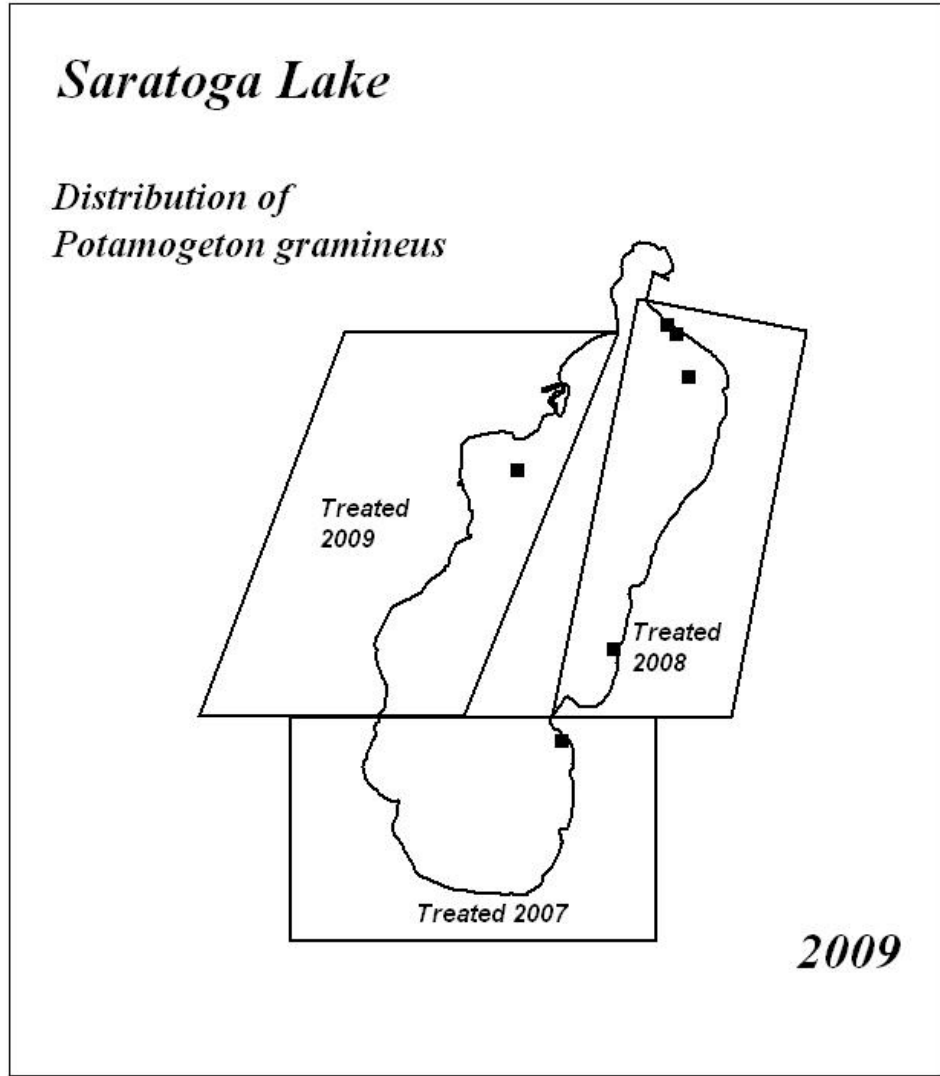 Saratoga Lake
Distribution of
Potamogeton gramineus
Treated
2009
Treated
2008
Treated 2007
2009